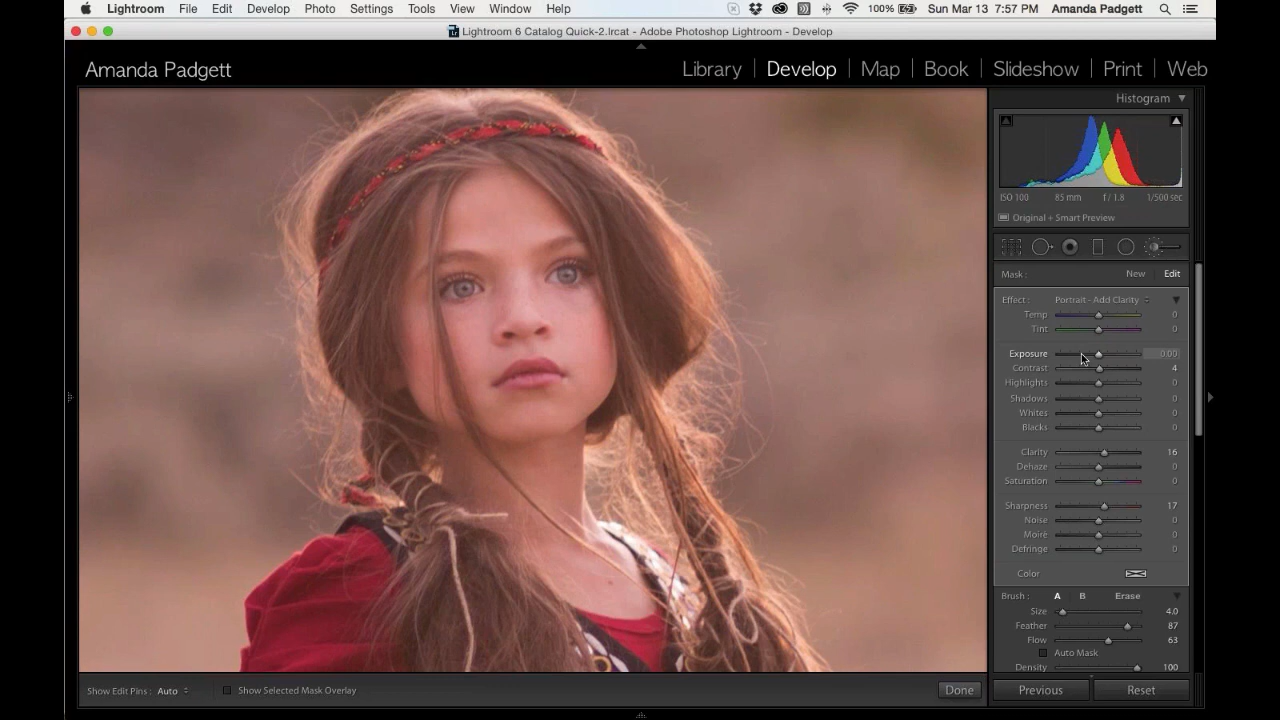 Lightroom File Edit Develop Photo Settings Tools View Window Help 100% Sun Mar 13 7:57 PM Amanda Padgett
Lightroom 6 Catalog Quick-2.lrcat - Adobe Photoshop Lightroom - Develop
Amanda Padgett Library | Develop | Map | Book | Slideshow | Print | Web
Histogram
ISO 100 85 mm f / 1.8 1/500 sec
Original + Smart Preview
Mask : New Edit
Effect : Portrait - Add Clarity
Temp 0
Tint 0
Exposure 0.00
Contrast 4
Highlights 0
Shadows 0
Whites 0
Blacks 0
Clarity 16
Dehaze 0
Saturation 0
Sharpness 17
Noise 0
Moiré 0
Defringe 0
Color
Brush : A B Erase
Size 4.0
Feather 87
Flow 63
Auto Mask
Density 100
Show Edit Pins : Auto Show Selected Mask Overlay Done Previous Reset